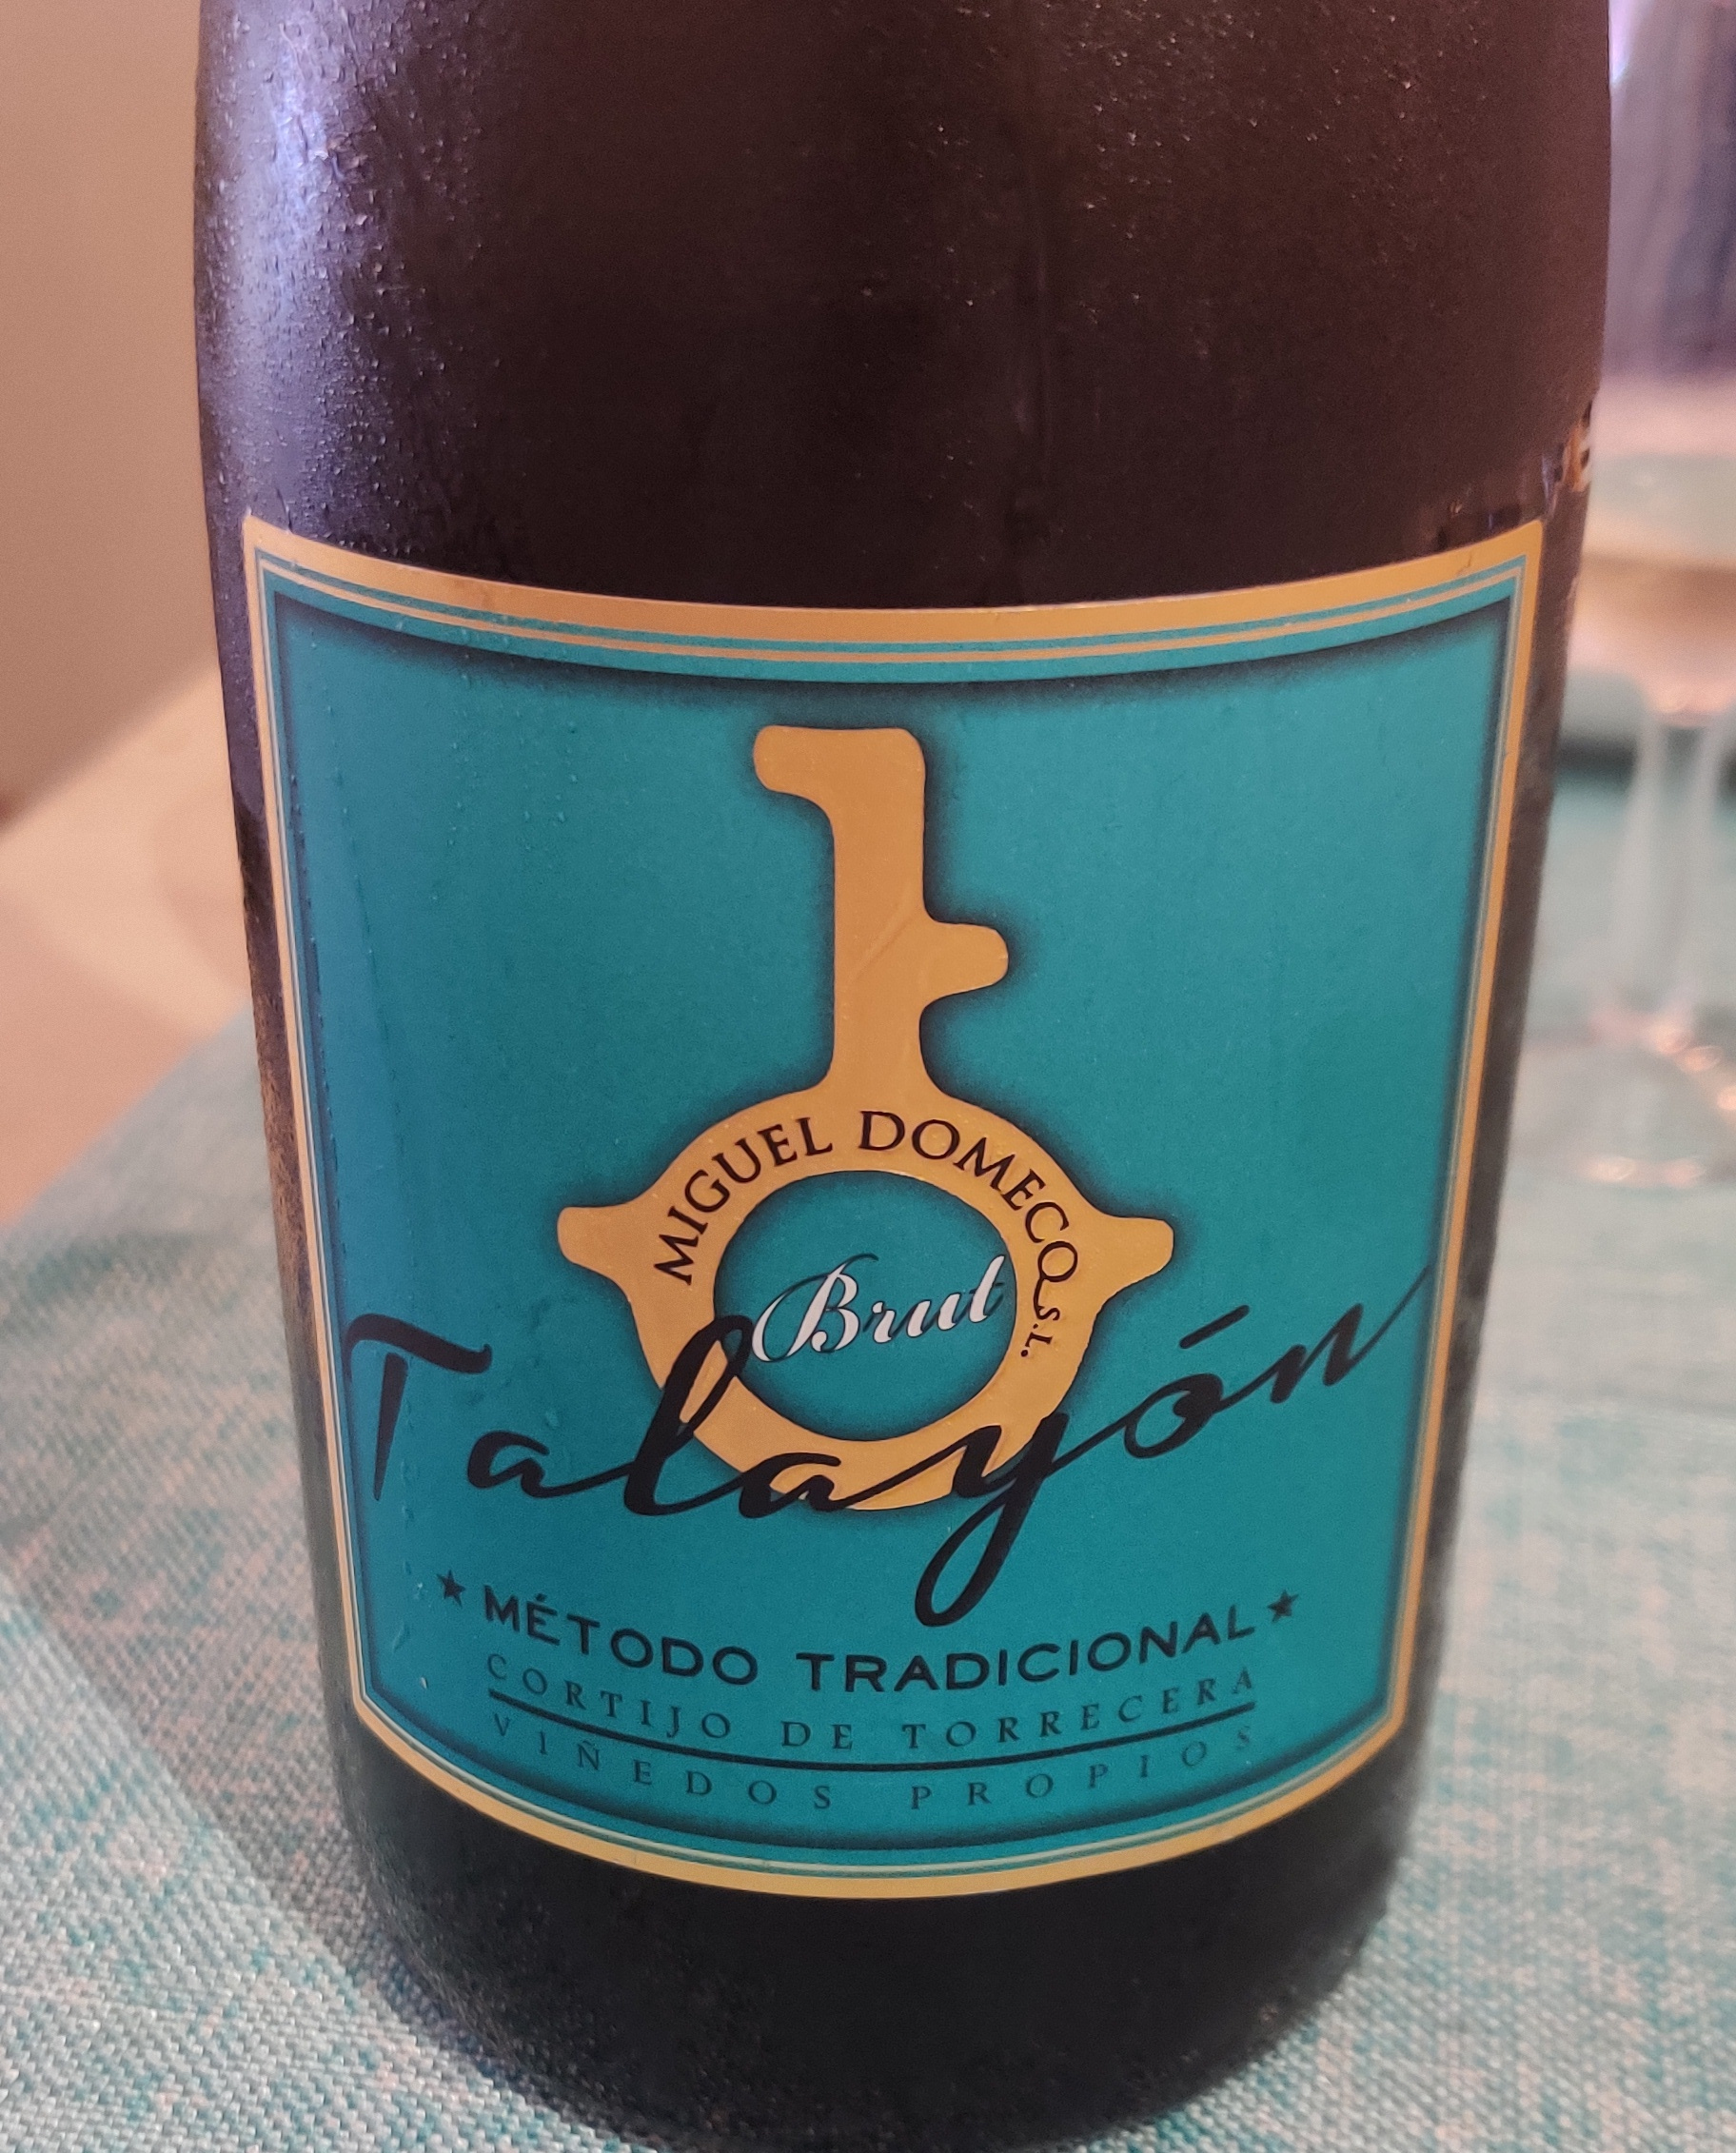 MIGUEL DOMECQ S.L.
Brut
Talayón
★ MÉTODO TRADICIONAL ★
CORTIJO DE TORRECERA
VIÑEDOS PROPIOS